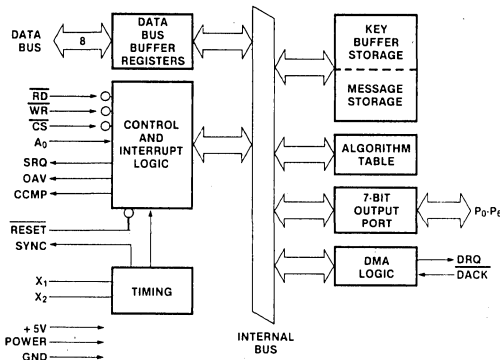 DATA
BUS
8
DATA
BUS
BUFFER
REGISTERS
RD
WR
CS
A0
SRQ
OAV
CCMP
CONTROL
AND
INTERRUPT
LOGIC
RESET
SYNC
X1
X2
TIMING
+5V
POWER
GND
INTERNAL
BUS
KEY
BUFFER
STORAGE
MESSAGE
STORAGE
ALGORITHM
TABLE
7-BIT
OUTPUT
PORT
P0-P6
DMA
LOGIC
DRQ
DACK